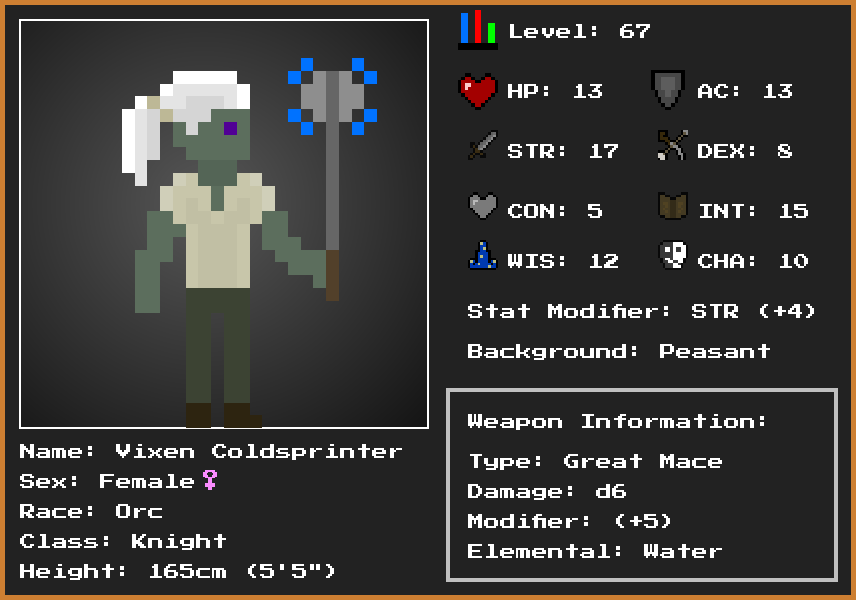 Level: 67
HP: 13 AC: 13
STR: 17 DEX: 8
CON: 5 INT: 15
WIS: 12 CHA: 10
Stat Modifier: STR (+4)
Background: Peasant
Weapon Information:
Type: Great Mace
Damage: d6
Modifier: (+5)
Elemental: Water
Name: Vixen Coldsprinter
Sex: Female♀
Race: Orc
Class: Knight
Height: 165cm (5'5")